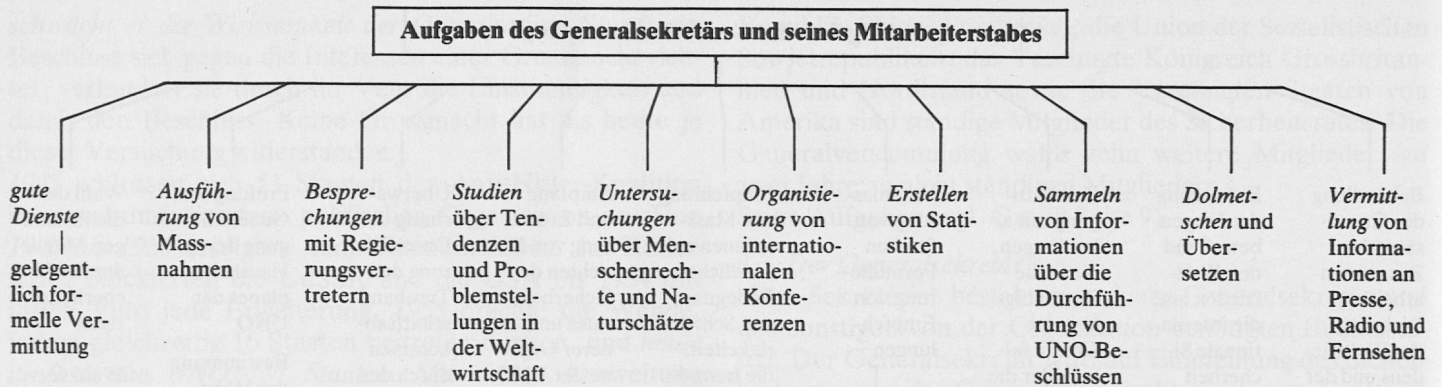 Aufgaben des Generalsekretärs und seines Mitarbeiterstabes
gute
Dienste
gelegent-
lich for-
melle Ver-
mittlung
Ausfüh-
rung von
Mass-
nahmen
Bespre-
chungen
mit Regie-
rungsver-
tretern
Studien
über Ten-
denzen
und Pro-
blemstel-
lungen in
der Welt-
wirtschaft
Untersu-
chungen
über Men-
schenrech-
te und Na-
turschätze
Organisie-
rung von
internatio-
nalen
Konfe-
renzen
Erstellen
von Stati-
stiken
Sammeln
von Infor-
mationen
über die
Durchfüh-
rung von
UNO-Be-
schlüssen
Dolmet-
schen und
Über-
setzen
Vermitt-
lung von
Informa-
tionen an
Presse,
Radio und
Fernsehen